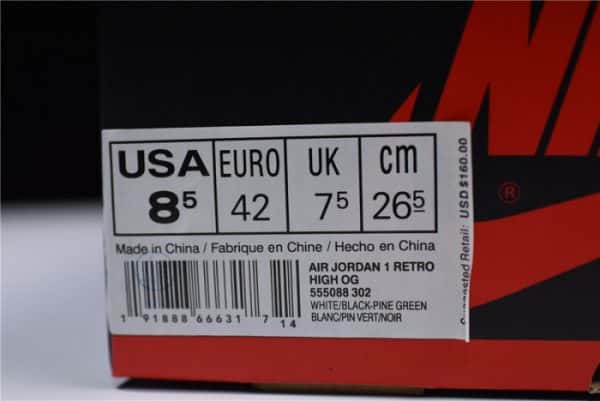 NIKE
®
USA EURO UK cm
8⁵ 42 7⁵ 26⁵
Made in China / Fabrique en Chine / Hecho en China
AIR JORDAN 1 RETRO
HIGH OG
555088 302
WHITE/BLACK-PINE GREEN
BLANC/PIN VERT/NOIR
1 91888 66631 7 14
Suggested Retail: USD $160.00